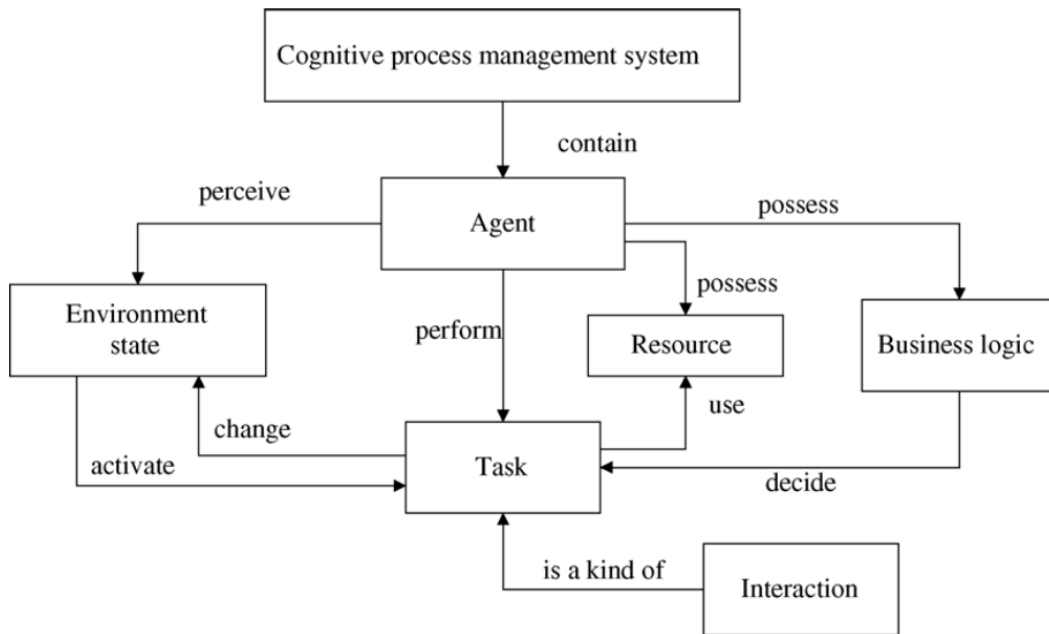 Cognitive process management system
contain
perceive
Agent
possess
possess
Environment
state
perform
Resource
Business logic
use
change
activate
Task
decide
is a kind of
Interaction